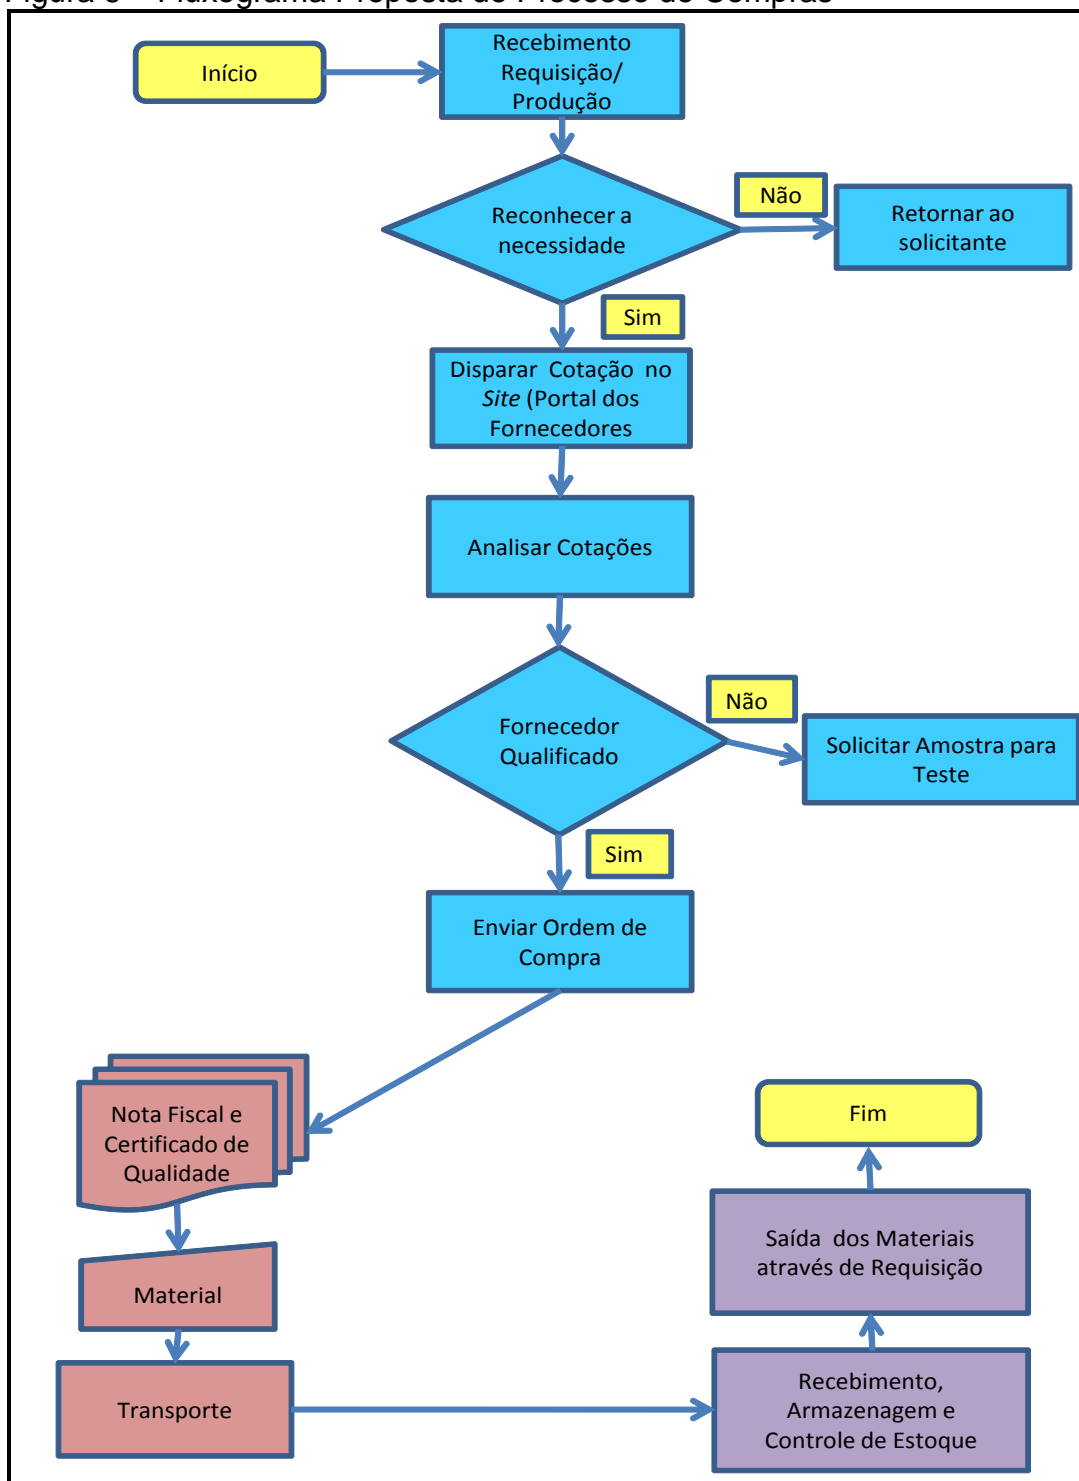 Início
Recebimento
Requisição/
Produção
Reconhecer a
necessidade
Não
Retornar ao
solicitante
Sim
Disparar Cotação no
Site (Portal dos
Fornecedores
Analisar Cotações
Fornecedor
Qualificado
Não
Solicitar Amostra para
Teste
Sim
Enviar Ordem de
Compra
Nota Fiscal e
Certificado de
Qualidade
Material
Transporte
Fim
Saída dos Materiais
através de Requisição
Recebimento,
Armazenagem e
Controle de Estoque